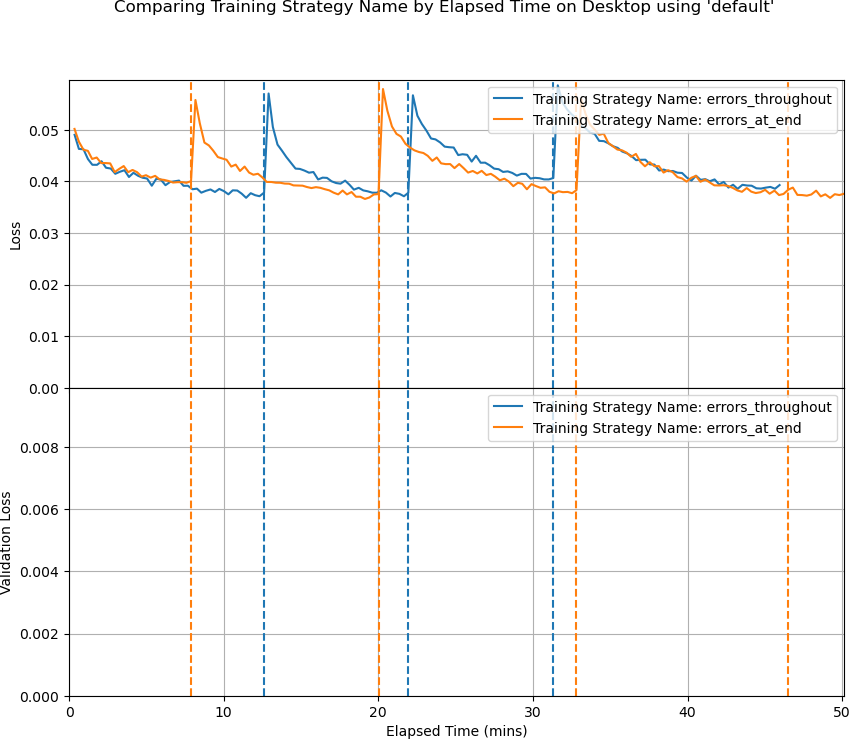 Comparing Training Strategy Name by Elapsed Time on Desktop using 'default'
Training Strategy Name: errors_throughout
Training Strategy Name: errors_at_end
0.05
0.04
0.03
0.02
0.01
0.00
Loss
Training Strategy Name: errors_throughout
Training Strategy Name: errors_at_end
0.008
0.006
0.004
0.002
0.000
Validation Loss
0
10
20
30
40
50
Elapsed Time (mins)